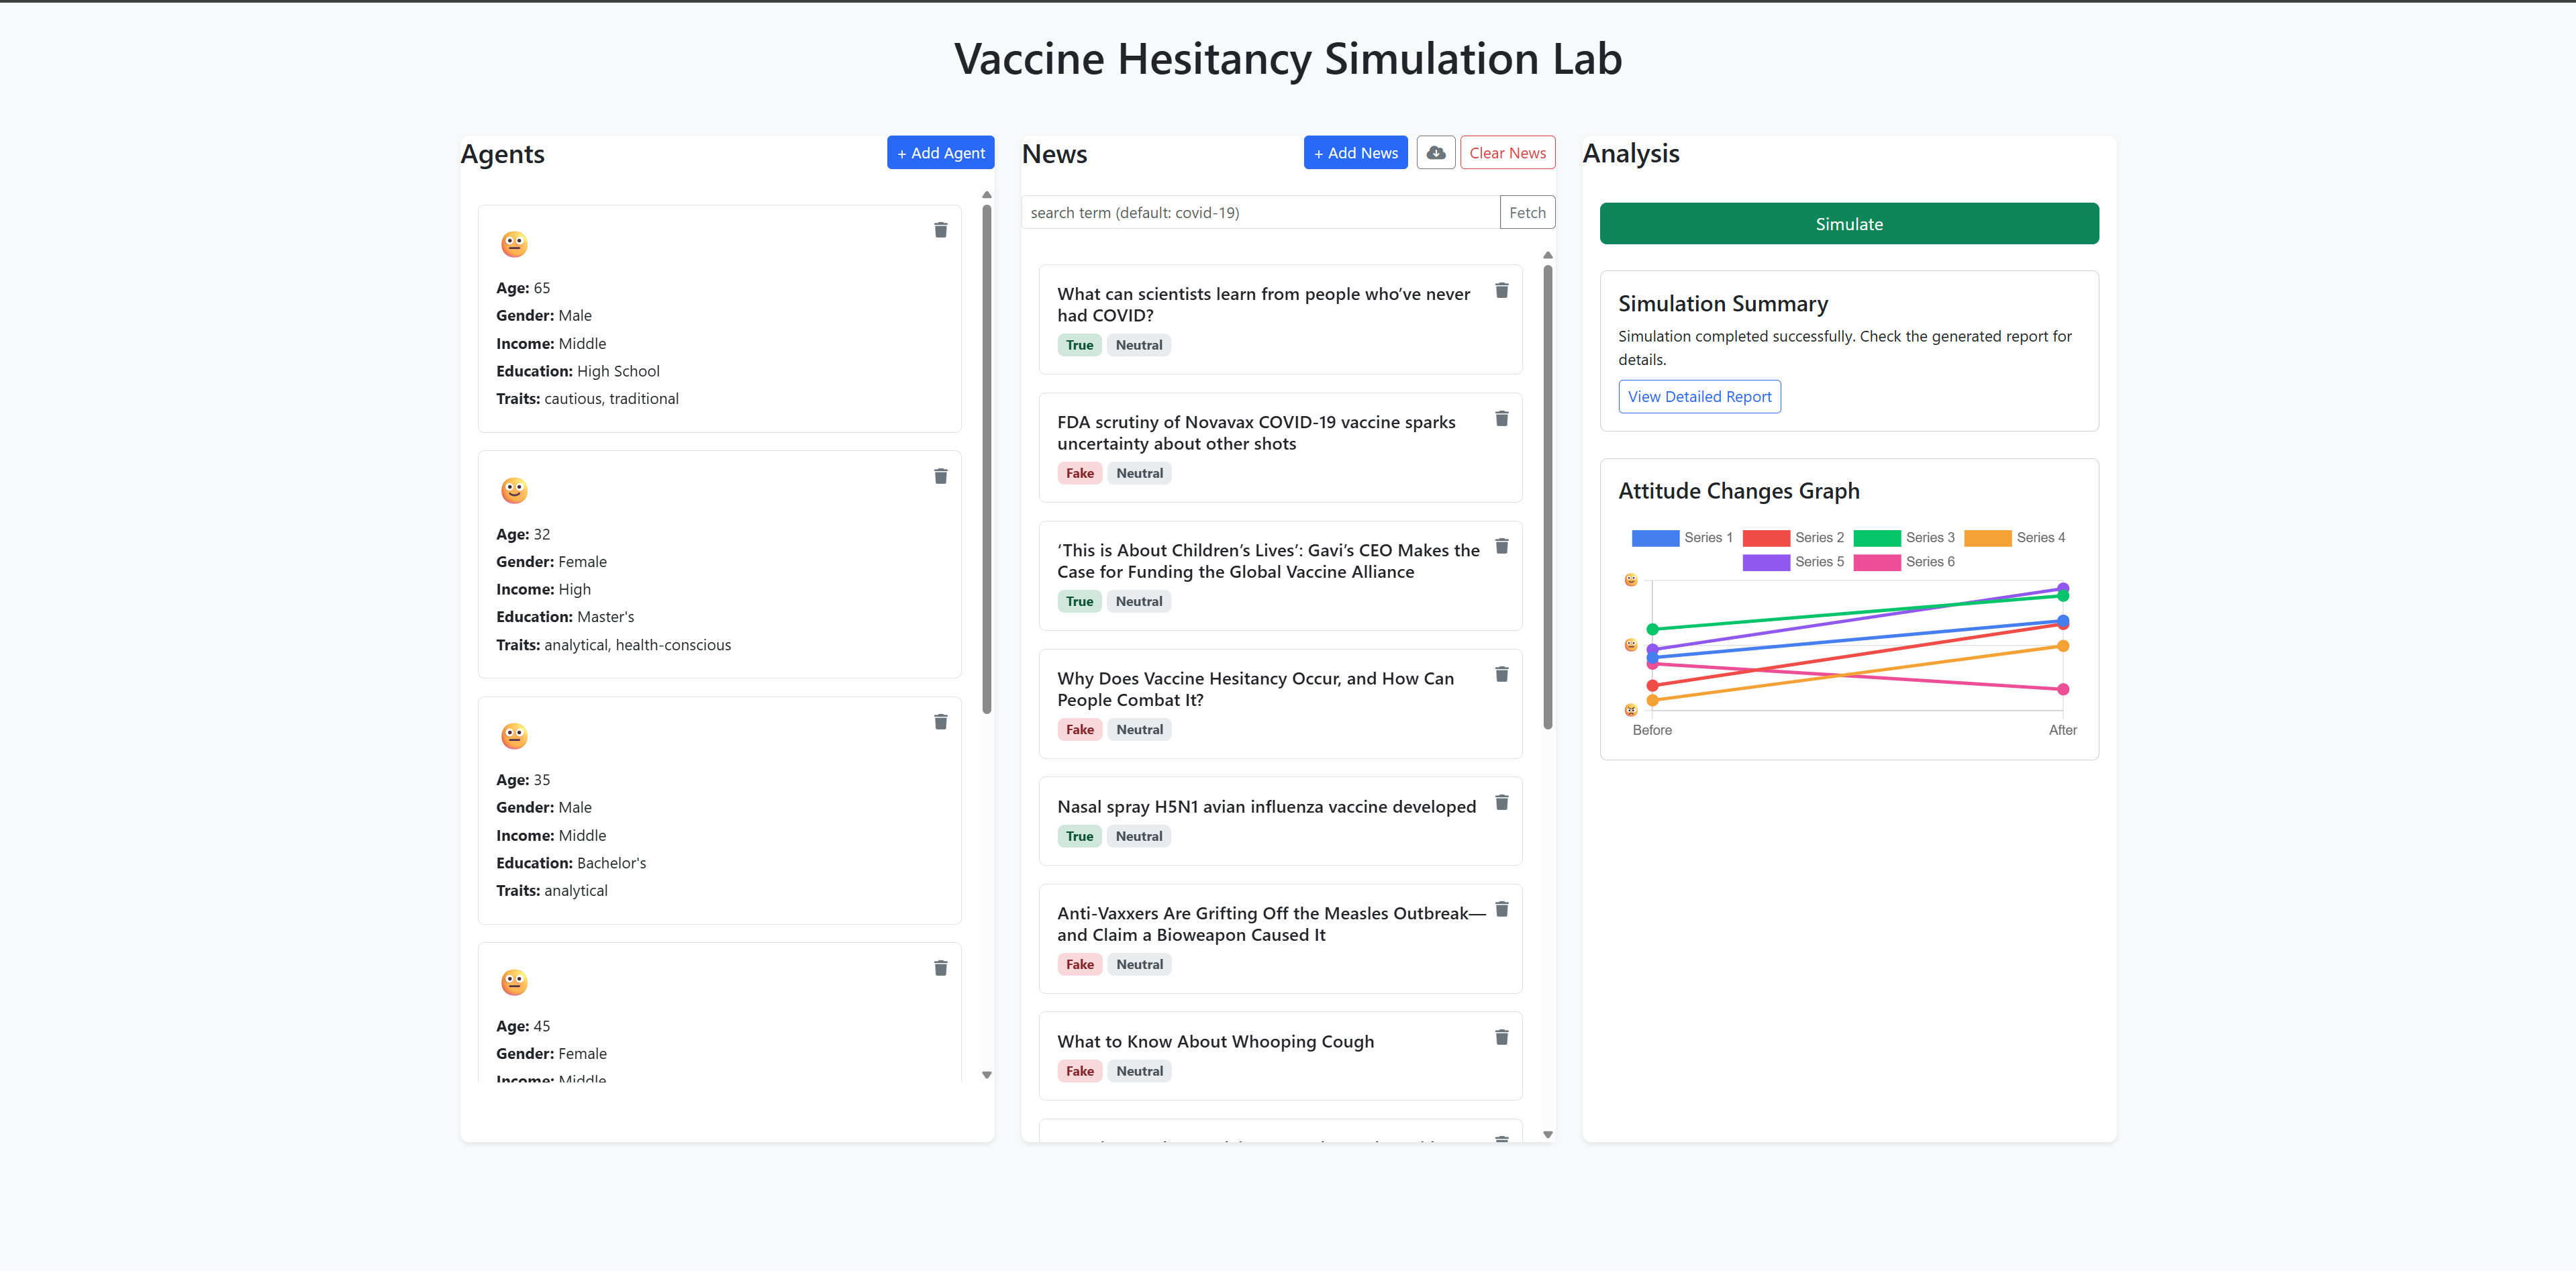 Vaccine Hesitancy Simulation Lab
Agents
+ Add Agent
Age: 65
Gender: Male
Income: Middle
Education: High School
Traits: cautious, traditional
Age: 32
Gender: Female
Income: High
Education: Master's
Traits: analytical, health-conscious
Age: 35
Gender: Male
Income: Middle
Education: Bachelor's
Traits: analytical
Age: 45
Gender: Female
Income: Middle
News
+ Add News
Clear News
search term (default: covid-19)
Fetch
What can scientists learn from people who’ve never
had COVID?
True Neutral
FDA scrutiny of Novavax COVID-19 vaccine sparks
uncertainty about other shots
Fake Neutral
‘This is About Children’s Lives’: Gavi’s CEO Makes the
Case for Funding the Global Vaccine Alliance
True Neutral
Why Does Vaccine Hesitancy Occur, and How Can
People Combat It?
Fake Neutral
Nasal spray H5N1 avian influenza vaccine developed
True Neutral
Anti-Vaxxers Are Grifting Off the Measles Outbreak—
and Claim a Bioweapon Caused It
Fake Neutral
What to Know About Whooping Cough
Fake Neutral
Analysis
Simulate
Simulation Summary
Simulation completed successfully. Check the generated report for
details.
View Detailed Report
Attitude Changes Graph
Series 1 Series 2 Series 3 Series 4
Series 5 Series 6
Before After